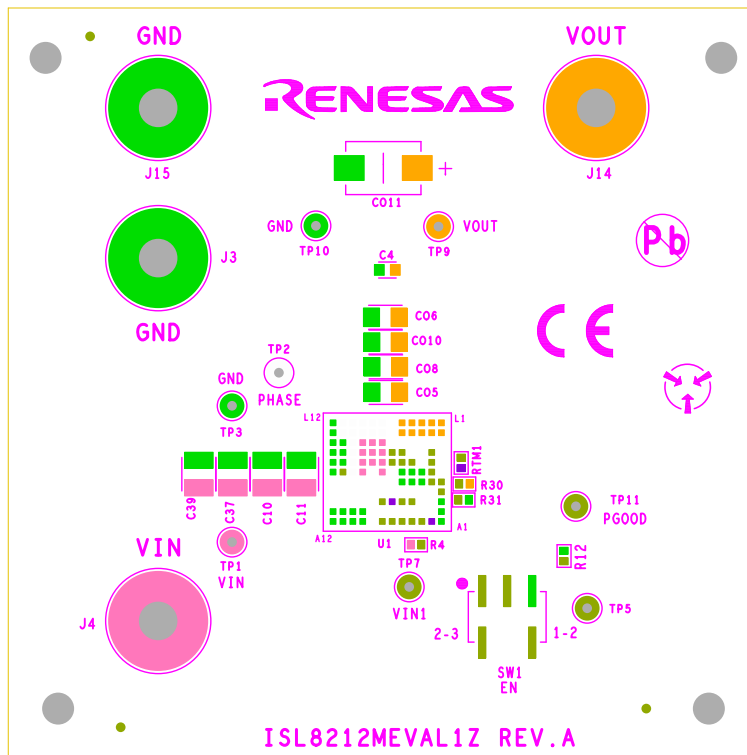 GND
VOUT
RENESAS
J15
J14
CO11
GND
VOUT
TP10
TP9
Pb
J3
C4
GND
CO6
CO10
CO8
CO5
CE
TP2
PHASE
GND
TP3
L12
L1
RTM1
R30
R31
C39
C37
C10
C11
A12
U1
A1
R4
TP11
PGOOD
VIN
TP1
VIN
TP7
VIN1
R12
J4
TP5
2-3
1-2
SW1
EN
ISL8212MEVAL1Z REV.A